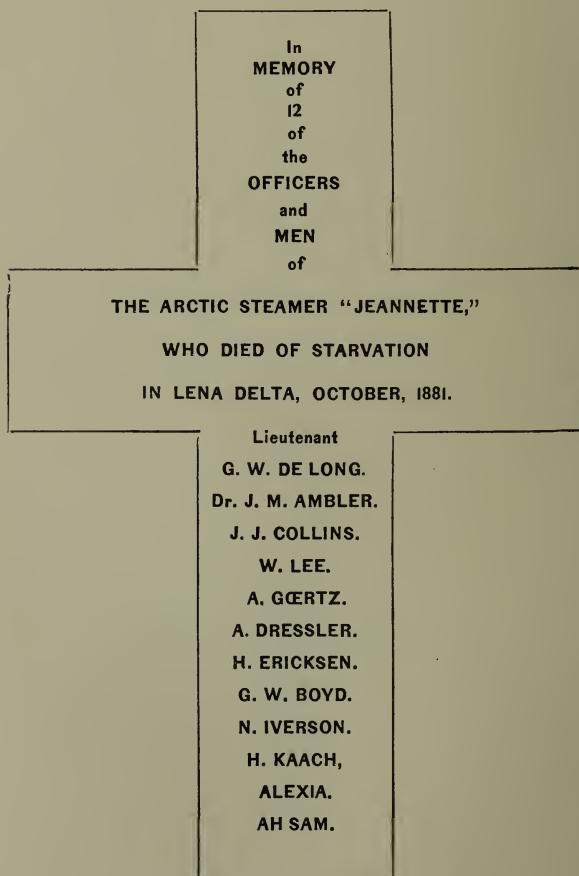 In
MEMORY
of
12
of
the
OFFICERS
and
MEN
of
THE ARCTIC STEAMER “JEANNETTE,”
WHO DIED OF STARVATION
IN LENA DELTA, OCTOBER, 1881.
Lieutenant
G. W. DE LONG.
Dr. J. M. AMBLER.
J. J. COLLINS.
W. LEE.
A. GŒRTZ.
A. DRESSLER.
H. ERICKSEN.
G. W. BOYD.
N. IVERSON.
H. KAACH,
ALEXIA.
AH SAM.